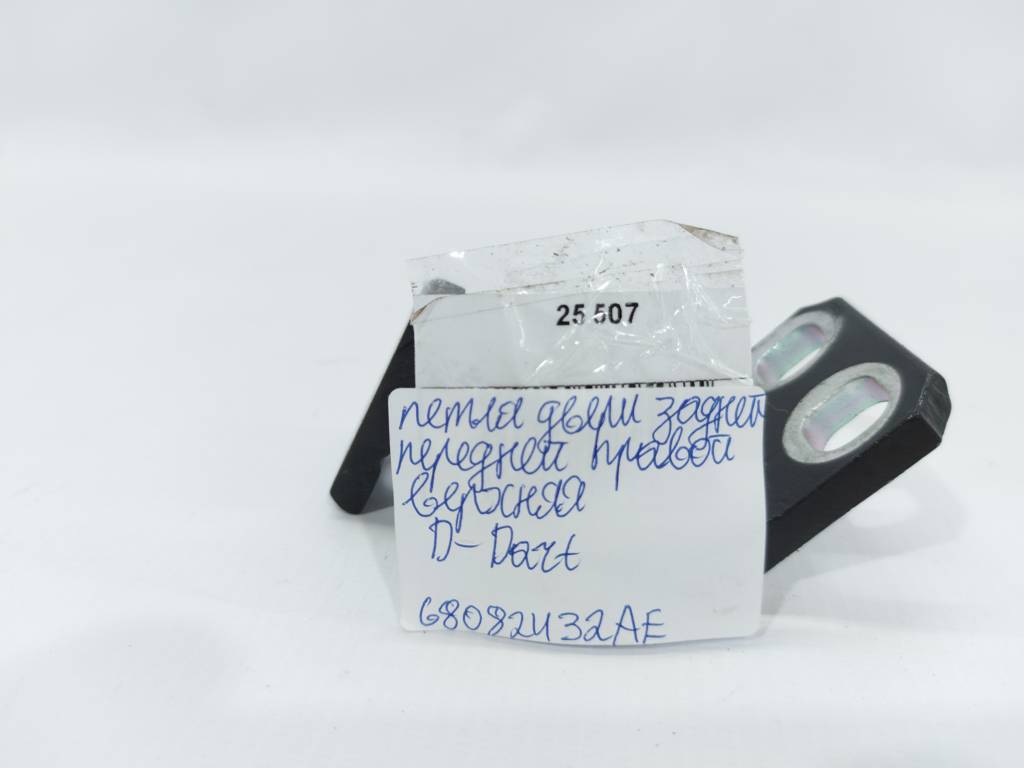 25 507
петля двери задней
передней правой
верхняя
D-Dart
68082432AE